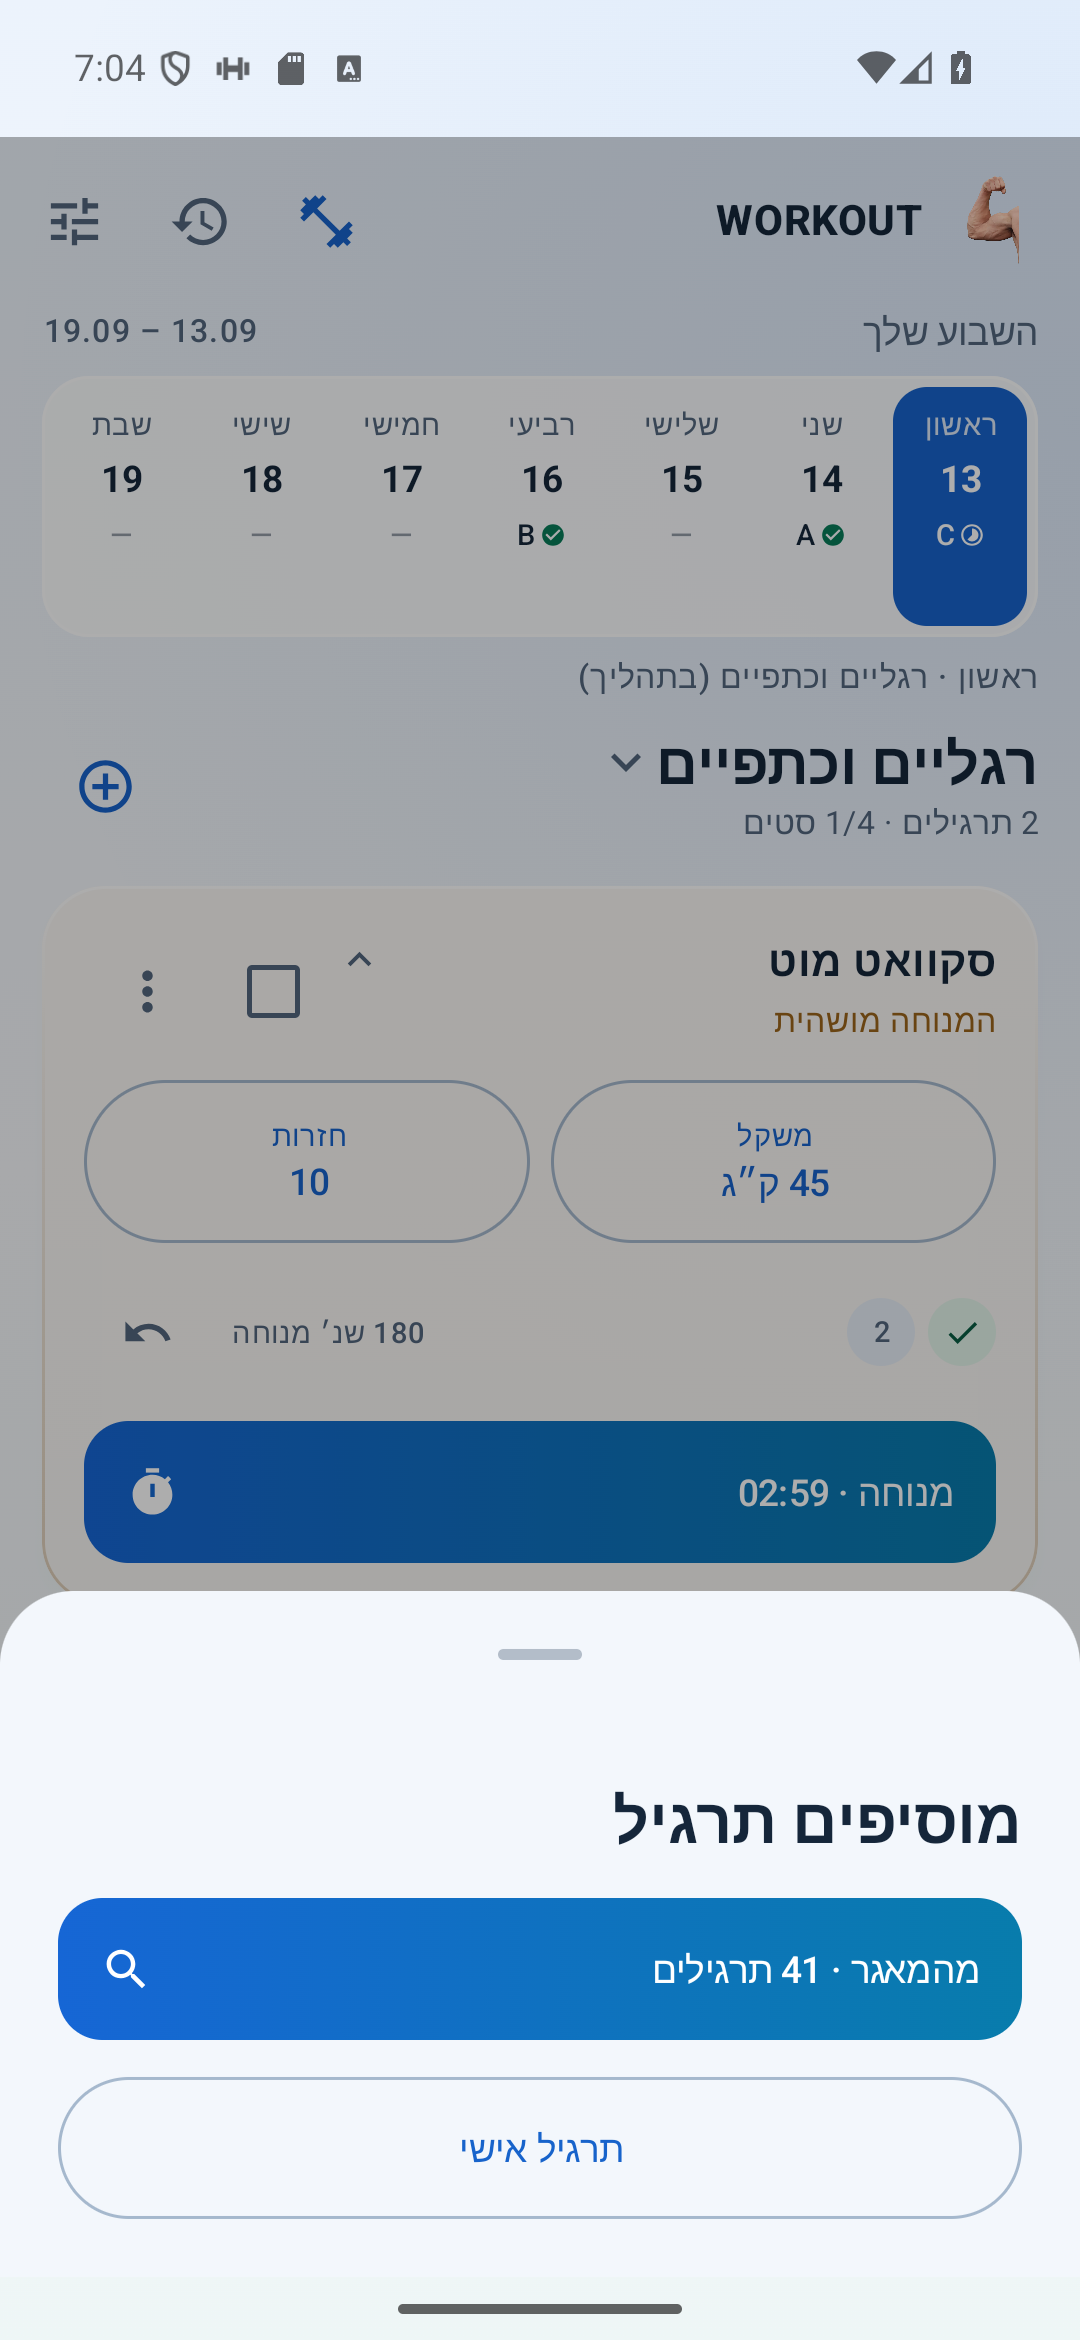 7:04
WORKOUT
השבוע שלך
13.09 – 19.09
ראשון שני שלישי רביעי חמישי שישי שבת
13 14 15 16 17 18 19
C A – B – – –
ראשון · רגליים וכתפיים (בתהליך)
רגליים וכתפיים
2 תרגילים · 1/4 סטים
סקוואט מוט
המנוחה מושהית
משקל
45 ק״ג
חזרות
10
2
180 שנ׳ מנוחה
מנוחה · 02:59
מוסיפים תרגיל
מהמאגר · 41 תרגילים
תרגיל אישי